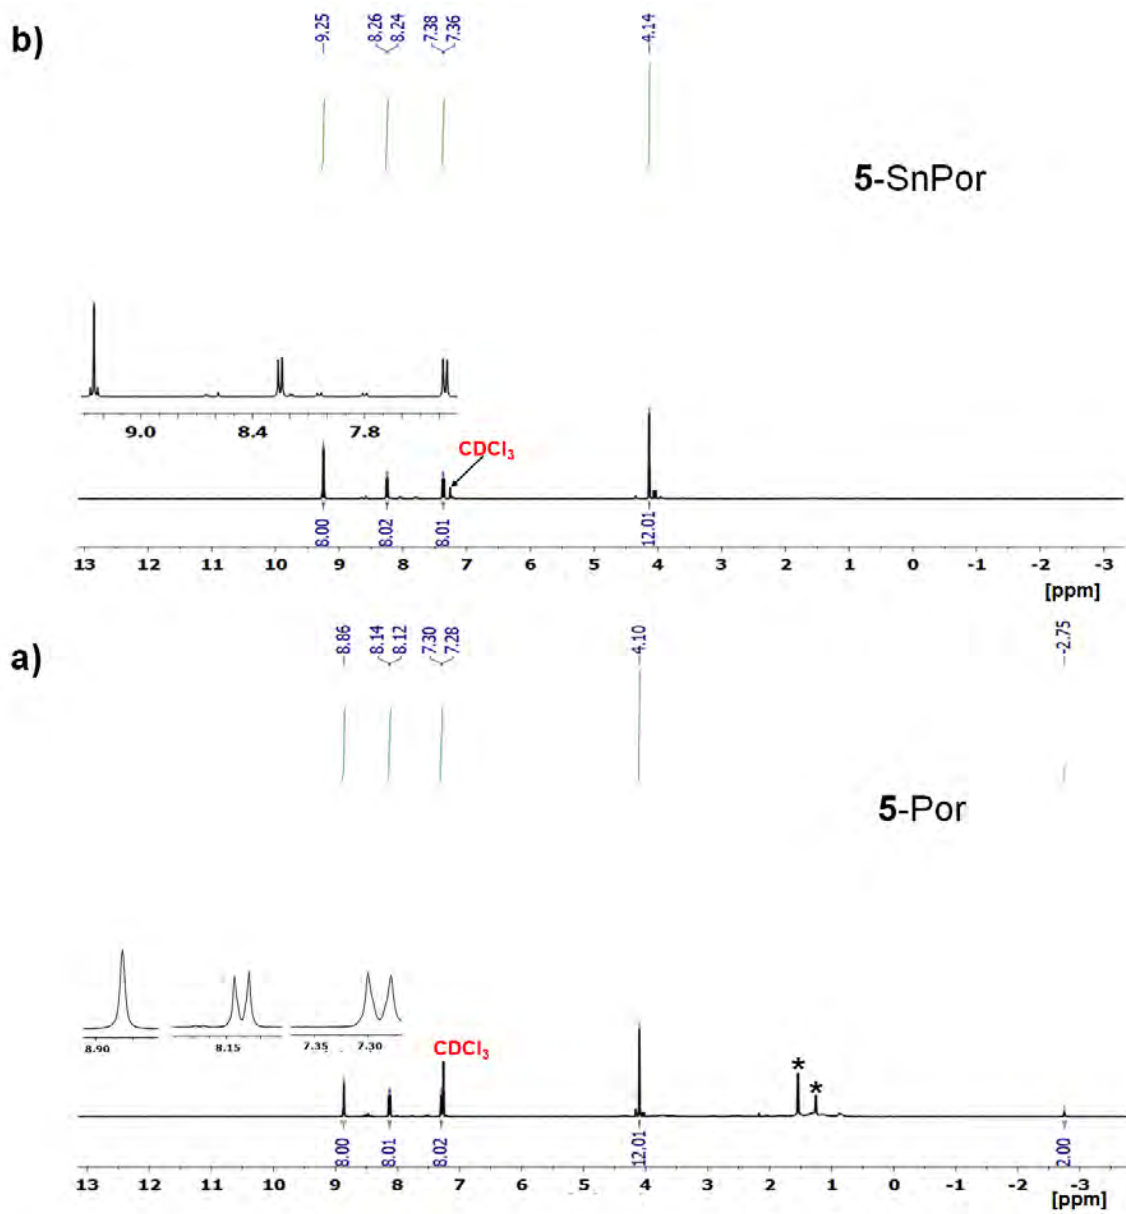 b)
9.25
8.26
8.24
7.38
7.36
4.14
5-SnPor
9.0 8.4 7.8
CDCl3
8.00 8.02 8.01 12.01
13 12 11 10 9 8 7 6 5 4 3 2 1 0 -1 -2 -3
[ppm]
a)
8.86
8.14
8.12
7.30
7.28
4.10
-2.75
5-Por
8.90 8.15 7.35 7.30
CDCl3
* *
8.00 8.01 8.02 12.01 2.00
13 12 11 10 9 8 7 6 5 4 3 2 1 0 -1 -2 -3
[ppm]